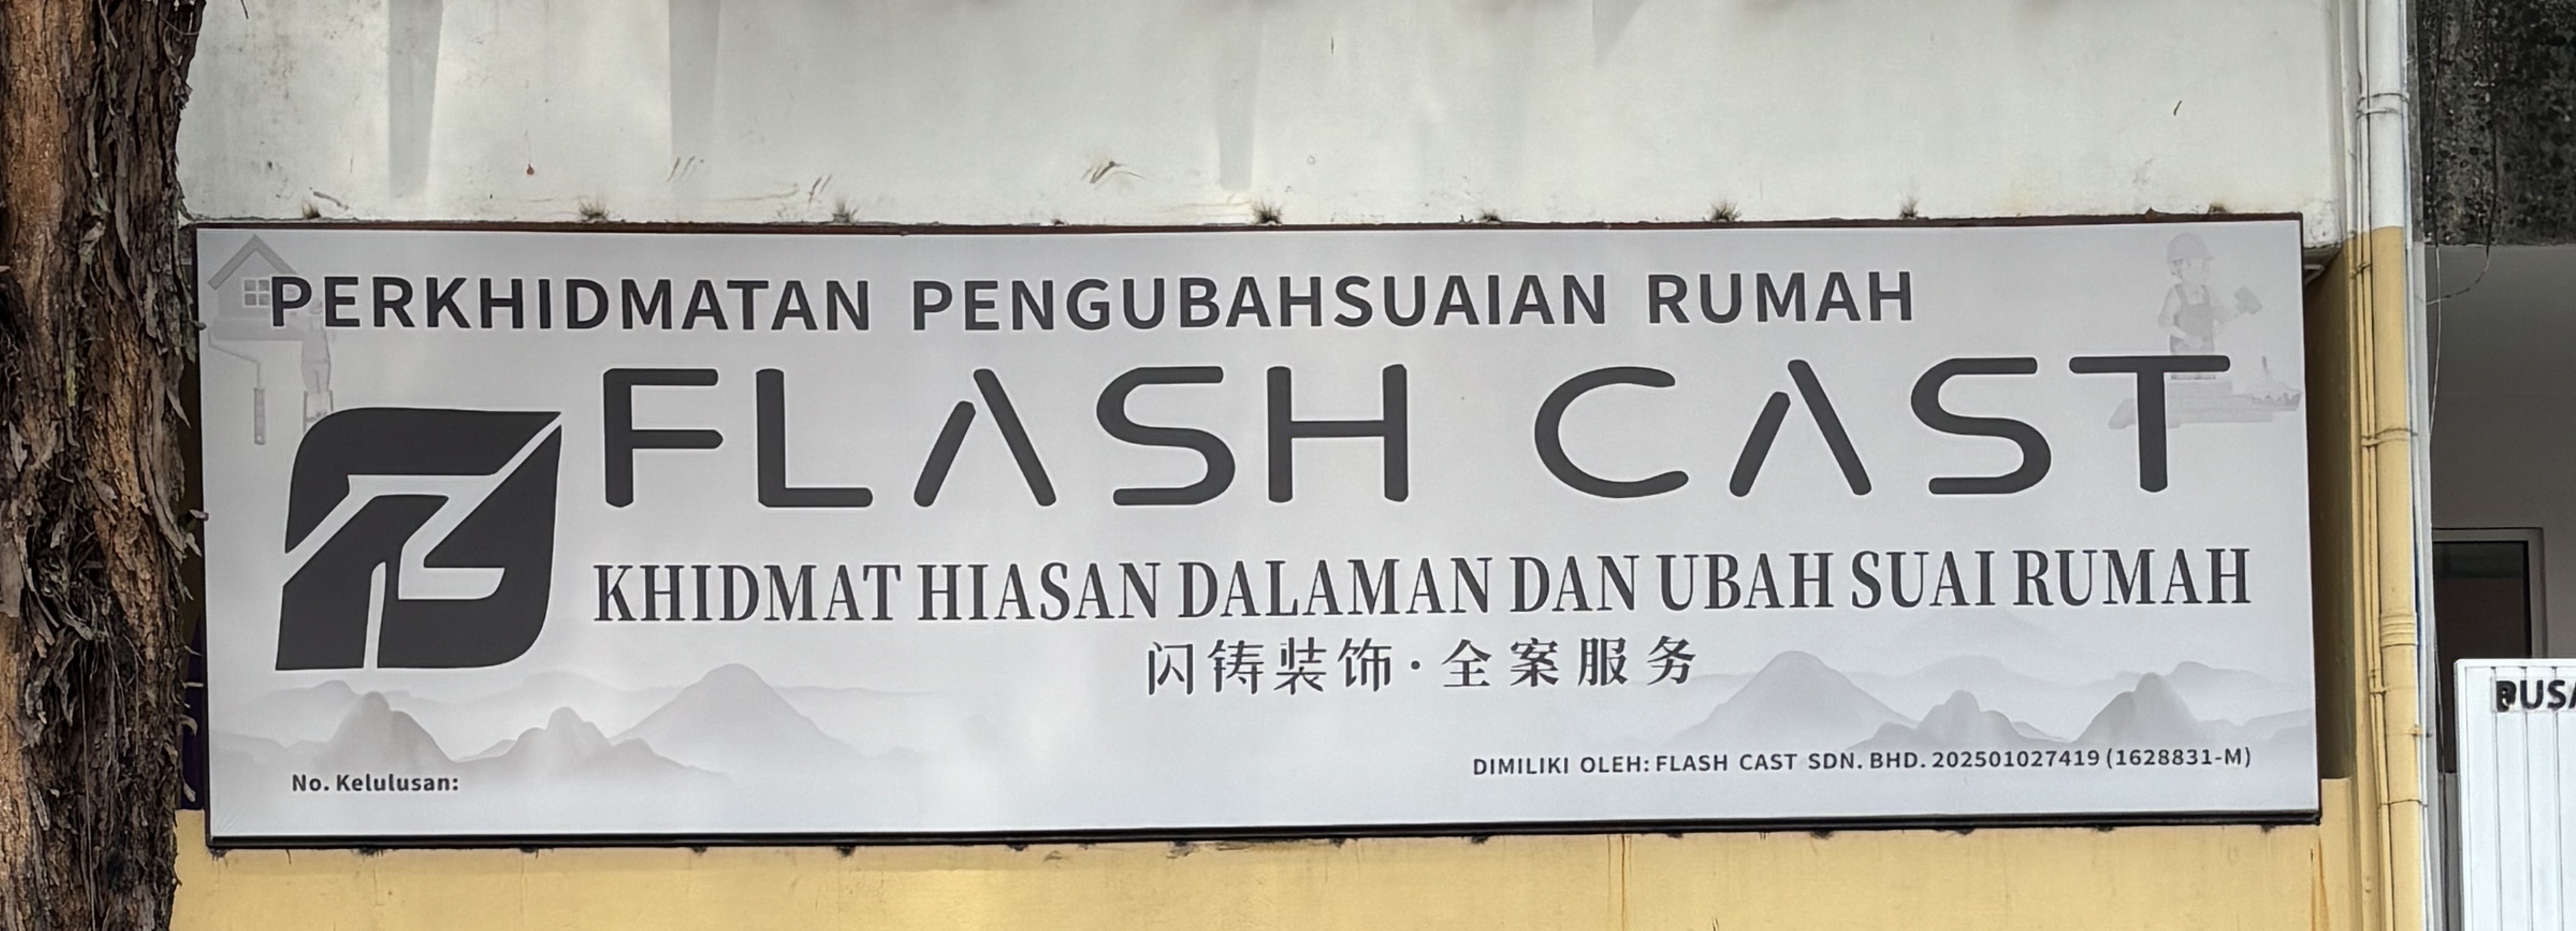 PERKHIDMATAN PENGUBAHSUAIAN RUMAH
FLASH CAST
KHIDMAT HIASAN DALAMAN DAN UBAH SUAI RUMAH
闪铸装饰·全案服务
DIMILIKI OLEH: FLASH CAST SDN. BHD. 202501027419 (1628831-M)
No. Kelulusan: